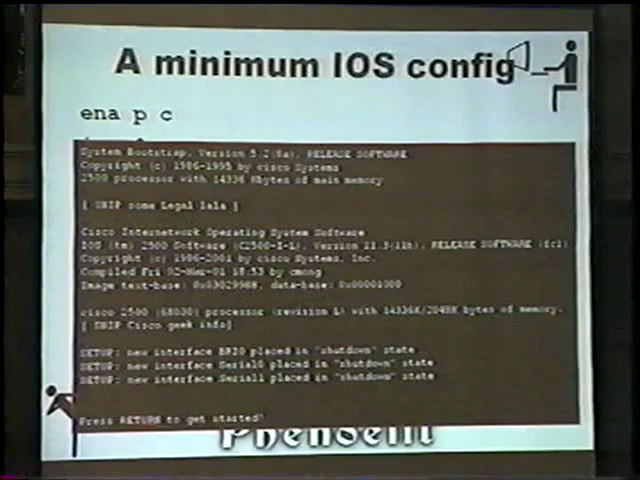 A minimum IOS config
ena p c
System Bootstrap, Version 5.2(8a), RELEASE SOFTWARE
Copyright (c) 1986-1995 by cisco Systems
2500 processor with 14336 Kbytes of main memory
[ SNIP some Legal lala ]
Cisco Internetwork Operating System Software
IOS (tm) 2500 Software (C2500-I-L), Version 11.3(11b), RELEASE SOFTWARE (fc1)
Copyright (c) 1986-2001 by cisco Systems, Inc.
Compiled Fri 02-Mar-01 18:53 by cmong
Image text-base: 0x03029988, data-base: 0x00001000
cisco 2500 (68030) processor (revision L) with 14336K/2048K bytes of memory.
[ SNIP Cisco geek info]
SETUP: new interface BRI0 placed in "shutdown" state
SETUP: new interface Serial0 placed in "shutdown" state
SETUP: new interface Serial1 placed in "shutdown" state
Press RETURN to get started!
Phenoelit